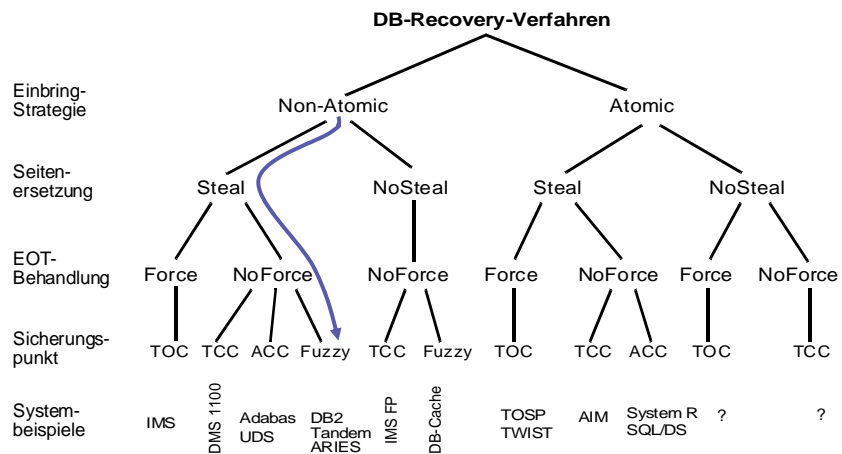 DB-Recovery-Verfahren
Einbring-
Strategie
Non-Atomic
Atomic
Seiten-
ersetzung
Steal
NoSteal
Steal
NoSteal
EOT-
Behandlung
Force
NoForce
NoForce
Force
NoForce
Force
NoForce
Sicherungs-
punkt
TOC
TCC
ACC
Fuzzy
TCC
Fuzzy
TOC
TCC
ACC
TOC
TCC
System-
beispiele
IMS
DMS 1100
Adabas
UDS
DB2
Tandem
ARIES
IMS FP
DB-Cache
TOSP
TWIST
AIM
System R
SQL/DS
?
?